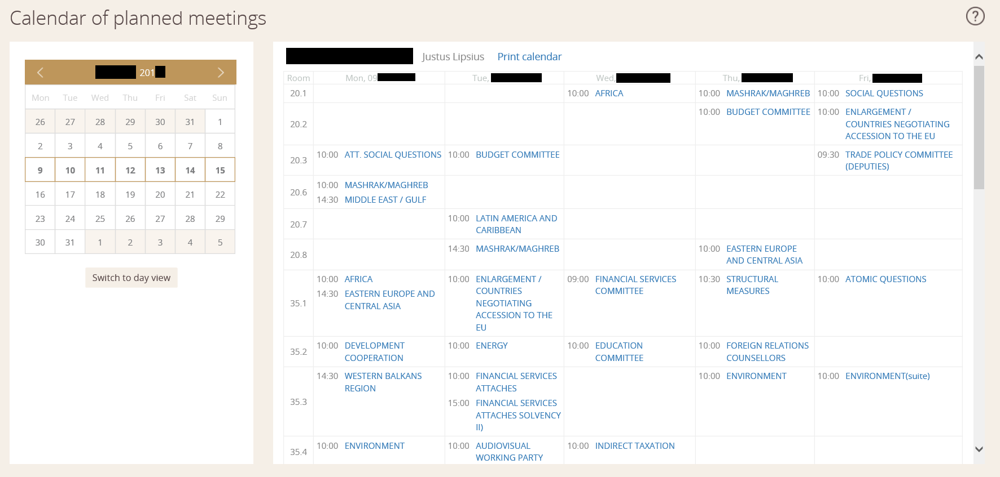 Calendar of planned meetings
?
201
Mon Tue Wed Thu Fri Sat Sun
26 27 28 29 30 31 1
2 3 4 5 6 7 8
9 10 11 12 13 14 15
16 17 18 19 20 21 22
23 24 25 26 27 28 29
30 31 1 2 3 4 5
Switch to day view
Justus Lipsius Print calendar
Room Mon, 09 Tue, Wed, Thu, Fri,
20.1
10:00 AFRICA
10:00 MASHRAK/MAGHREB
10:00 SOCIAL QUESTIONS
20.2
10:00 BUDGET COMMITTEE
10:00 ENLARGEMENT /
COUNTRIES NEGOTIATING
ACCESSION TO THE EU
20.3
10:00 ATT. SOCIAL QUESTIONS
10:00 BUDGET COMMITTEE
09:30 TRADE POLICY COMMITTEE
(DEPUTIES)
20.6
10:00 MASHRAK/MAGHREB
14:30 MIDDLE EAST / GULF
20.7
10:00 LATIN AMERICA AND
CARIBBEAN
20.8
14:30 MASHRAK/MAGHREB
10:00 EASTERN EUROPE
AND CENTRAL ASIA
35.1
10:00 AFRICA
14:30 EASTERN EUROPE AND
CENTRAL ASIA
10:00 ENLARGEMENT /
COUNTRIES
NEGOTIATING
ACCESSION TO THE
EU
09:00 FINANCIAL SERVICES
COMMITTEE
10:30 STRUCTURAL
MEASURES
10:00 ATOMIC QUESTIONS
35.2
10:00 DEVELOPMENT
COOPERATION
10:00 ENERGY
10:00 EDUCATION
COMMITTEE
10:00 FOREIGN RELATIONS
COUNSELLORS
35.3
14:30 WESTERN BALKANS
REGION
10:00 FINANCIAL SERVICES
ATTACHES
15:00 FINANCIAL SERVICES
ATTACHES SOLVENCY
II)
10:00 ENVIRONMENT
10:00 ENVIRONMENT(suite)
35.4
10:00 ENVIRONMENT
10:00 AUDIOVISUAL
WORKING PARTY
10:00 INDIRECT TAXATION